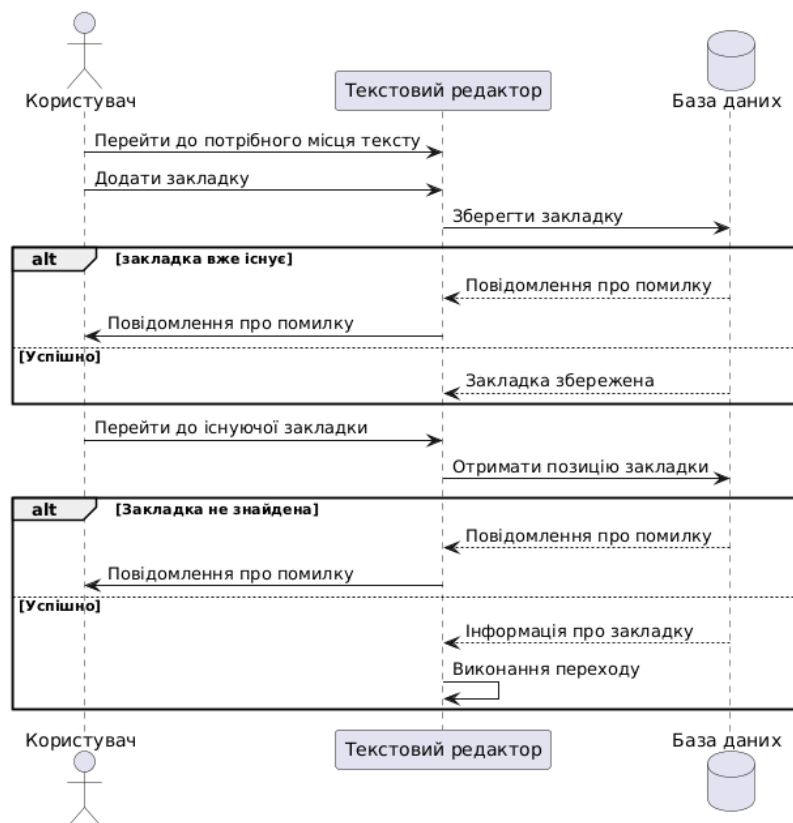 Користувач
Текстовий редактор
База даних
Перейти до потрібного місця тексту
Додати закладку
Зберегти закладку
alt
[закладка вже існує]
Повідомлення про помилку
Повідомлення про помилку
[Успішно]
Закладка збережена
Перейти до існуючої закладки
Отримати позицію закладки
alt
[Закладка не знайдена]
Повідомлення про помилку
Повідомлення про помилку
[Успішно]
Інформація про закладку
Виконання переходу
Користувач
Текстовий редактор
База даних